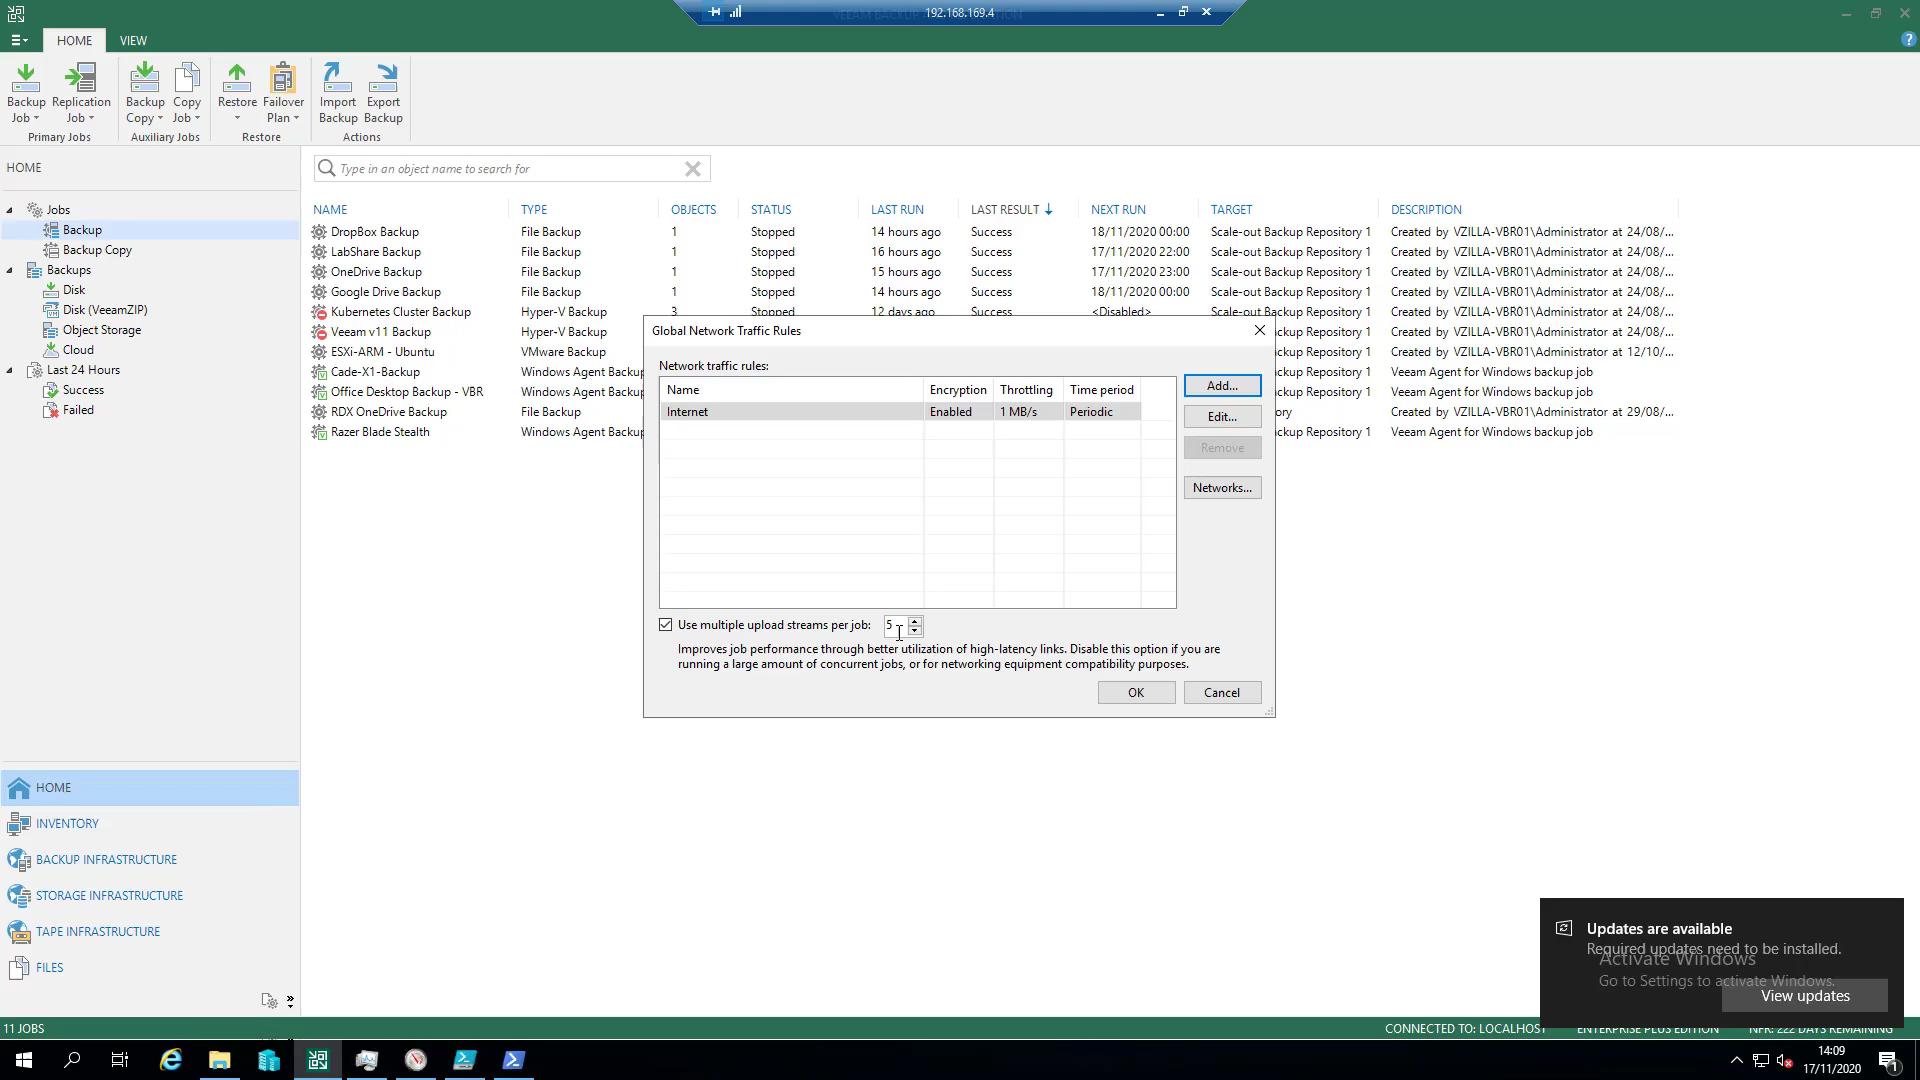 192.168.169.4
HOME
VIEW
Backup Job
Replication Job
Primary Jobs
Backup Copy
Copy Job
Auxiliary Jobs
Restore
Failover Plan
Restore
Import Backup
Export Backup
Actions
HOME
Type in an object name to search for
Jobs
Backup
Backup Copy
Backups
Disk
Disk (VeeamZIP)
Object Storage
Cloud
Last 24 Hours
Success
Failed
NAME TYPE OBJECTS STATUS LAST RUN LAST RESULT NEXT RUN TARGET DESCRIPTION
DropBox Backup File Backup 1 Stopped 14 hours ago Success 18/11/2020 00:00 Scale-out Backup Repository 1 Created by VZILLA-VBR01\Administrator at 24/08/...
LabShare Backup File Backup 1 Stopped 16 hours ago Success 17/11/2020 22:00 Scale-out Backup Repository 1 Created by VZILLA-VBR01\Administrator at 24/08/...
OneDrive Backup File Backup 1 Stopped 15 hours ago Success 17/11/2020 23:00 Scale-out Backup Repository 1 Created by VZILLA-VBR01\Administrator at 24/08/...
Google Drive Backup File Backup 1 Stopped 14 hours ago Success 18/11/2020 00:00 Scale-out Backup Repository 1 Created by VZILLA-VBR01\Administrator at 24/08/...
Kubernetes Cluster Backup Hyper-V Backup 3 Stopped 12 days ago Success <Disabled> Scale-out Backup Repository 1 Created by VZILLA-VBR01\Administrator at 24/08/...
Veeam v11 Backup Hyper-V Backup ckup Repository 1 Created by VZILLA-VBR01\Administrator at 24/08/...
ESXi-ARM - Ubuntu VMware Backup ckup Repository 1 Created by VZILLA-VBR01\Administrator at 12/10/...
Cade-X1-Backup Windows Agent Backup ckup Repository 1 Veeam Agent for Windows backup job
Office Desktop Backup - VBR Windows Agent Backup ckup Repository 1 Veeam Agent for Windows backup job
RDX OneDrive Backup File Backup ory Created by VZILLA-VBR01\Administrator at 29/08/...
Razer Blade Stealth Windows Agent Backup ckup Repository 1 Veeam Agent for Windows backup job
Global Network Traffic Rules
Network traffic rules:
Name Encryption Throttling Time period
Internet Enabled 1 MB/s Periodic
Add...
Edit...
Remove
Networks...
Use multiple upload streams per job: 5
Improves job performance through better utilization of high-latency links. Disable this option if you are
running a large amount of concurrent jobs, or for networking equipment compatibility purposes.
OK Cancel
HOME
INVENTORY
BACKUP INFRASTRUCTURE
STORAGE INFRASTRUCTURE
TAPE INFRASTRUCTURE
FILES
Updates are available
Required updates need to be installed.
Activate Windows
Go to Settings to activate Windows.
View updates
11 JOBS
CONNECTED TO: LOCALHOST ENTERPRISE PLUS EDITION NFR: 222 DAYS REMAINING
14:09
17/11/2020
1